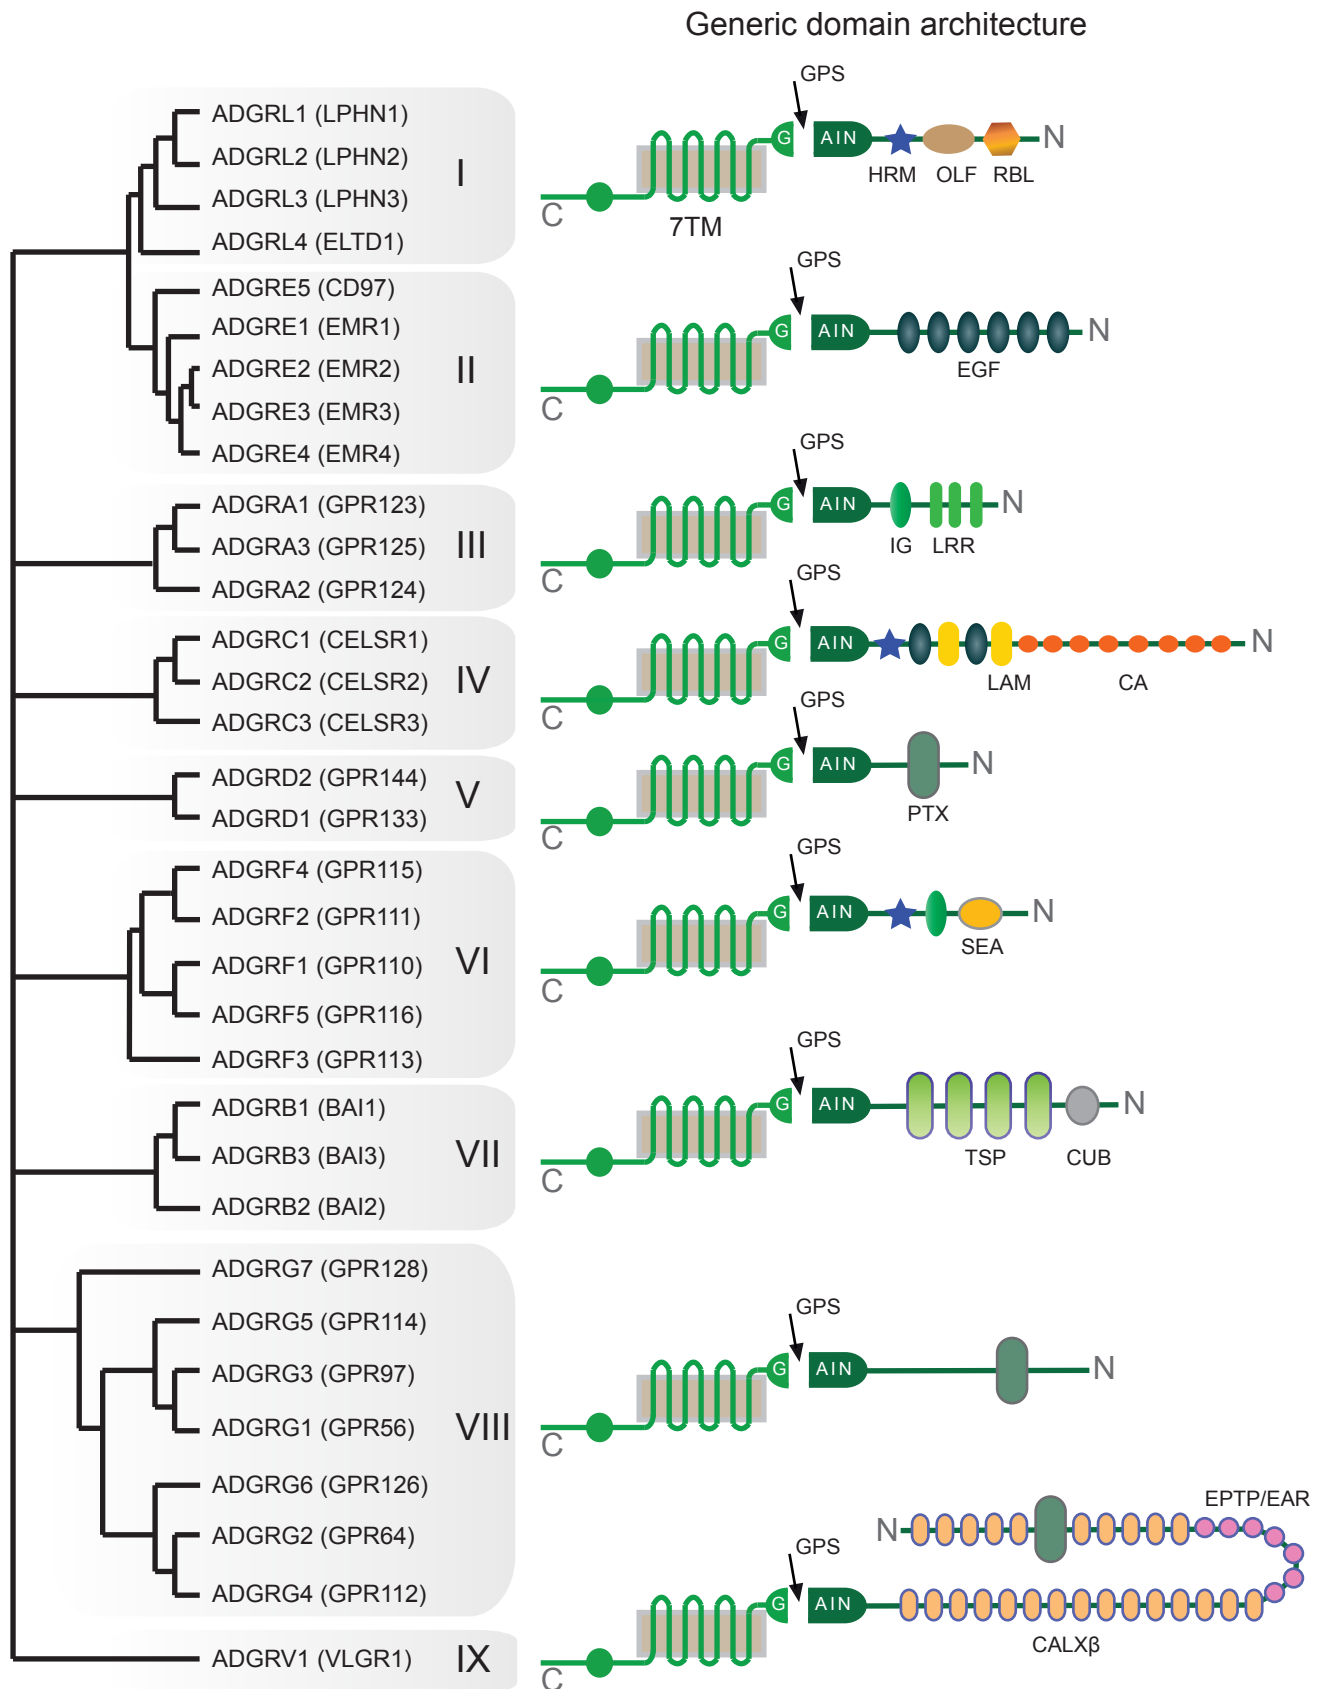 Generic domain architecture
ADGRL1 (LPHN1)
ADGRL2 (LPHN2)
ADGRL3 (LPHN3)
ADGRL4 (ELTD1)
I
GPS
G AIN N
HRM OLF RBL
C
7TM
ADGRE5 (CD97)
ADGRE1 (EMR1)
ADGRE2 (EMR2)
ADGRE3 (EMR3)
ADGRE4 (EMR4)
II
GPS
G AIN N
EGF
C
ADGRA1 (GPR123)
ADGRA3 (GPR125)
ADGRA2 (GPR124)
III
GPS
G AIN N
IG LRR
C
ADGRC1 (CELSR1)
ADGRC2 (CELSR2)
ADGRC3 (CELSR3)
IV
GPS
G AIN N
LAM CA
C
ADGRD2 (GPR144)
ADGRD1 (GPR133)
V
GPS
G AIN N
PTX
C
ADGRF4 (GPR115)
ADGRF2 (GPR111)
ADGRF1 (GPR110)
ADGRF5 (GPR116)
ADGRF3 (GPR113)
VI
GPS
G AIN N
SEA
C
ADGRB1 (BAI1)
ADGRB3 (BAI3)
ADGRB2 (BAI2)
VII
GPS
G AIN N
TSP CUB
C
ADGRG7 (GPR128)
ADGRG5 (GPR114)
ADGRG3 (GPR97)
ADGRG1 (GPR56)
ADGRG6 (GPR126)
ADGRG2 (GPR64)
ADGRG4 (GPR112)
VIII
GPS
G AIN N
C
ADGRV1 (VLGR1)
IX
EPTP/EAR
N
GPS
G AIN
CALXβ
C